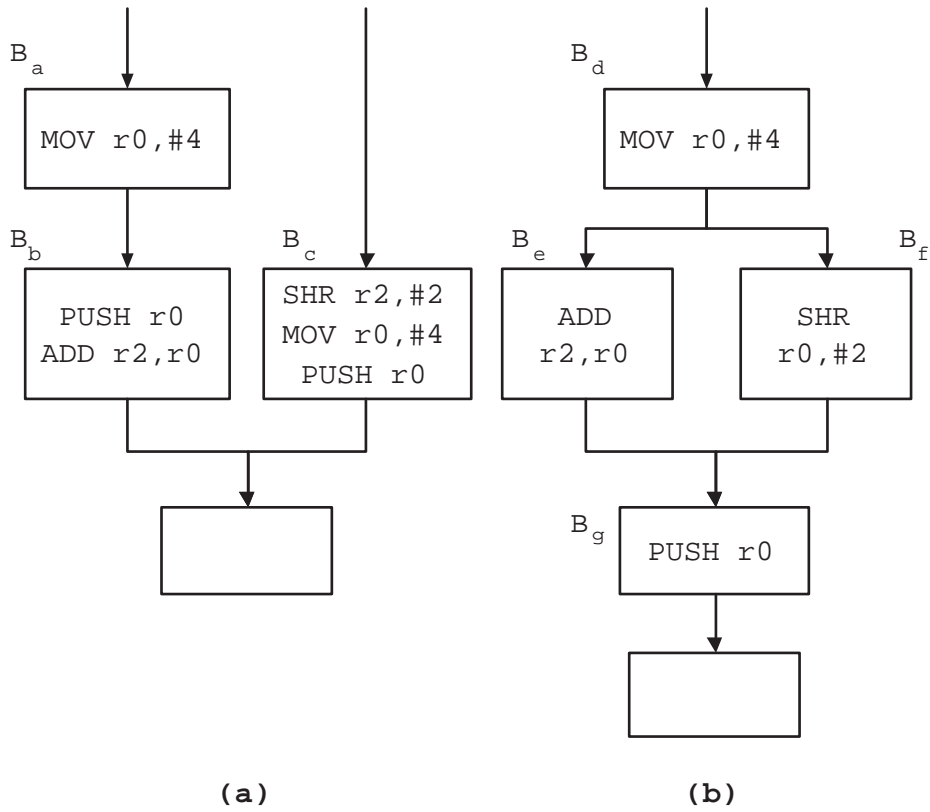 B_a
MOV r0,#4
B_b
PUSH r0
ADD r2,r0
B_c
SHR r2,#2
MOV r0,#4
PUSH r0
(a)
B_d
MOV r0,#4
B_e
ADD
r2,r0
B_f
SHR
r0,#2
B_g
PUSH r0
(b)